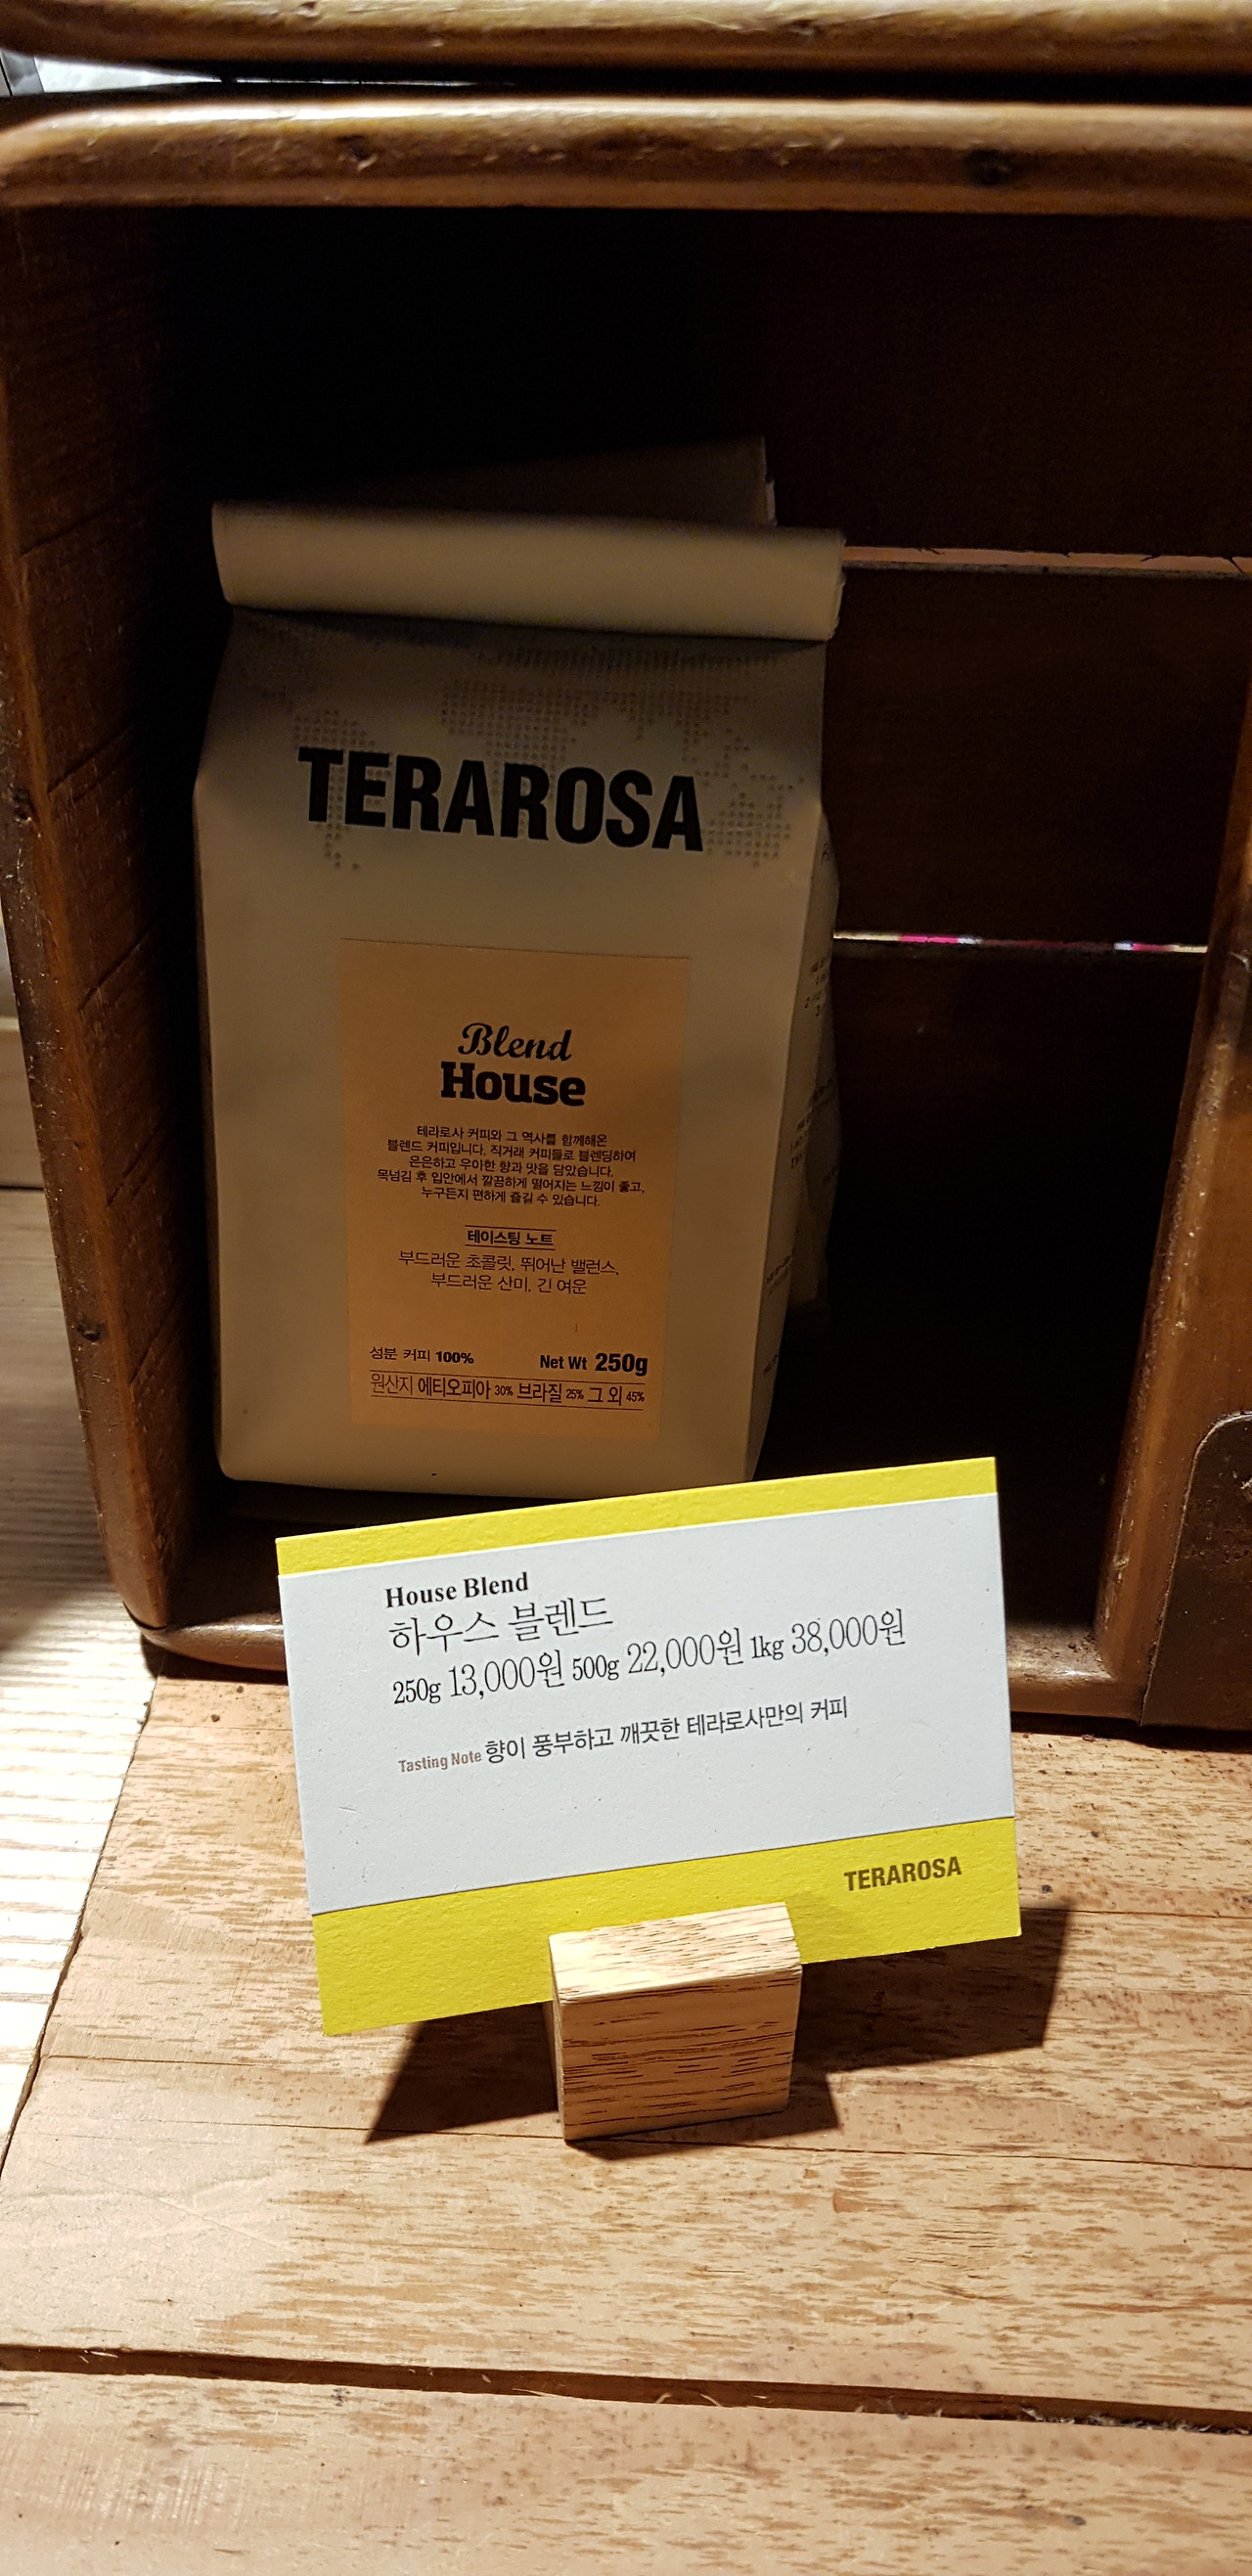 TERAROSA
Blend
House
테라로사 커피와 그 역사를 함께해온
블렌드 커피입니다. 직거래 커피들로 블렌딩하여
은은하고 우아한 향과 맛을 담았습니다.
목넘김 후 입안에서 깔끔하게 떨어지는 느낌이 좋고,
누구든지 편하게 즐길 수 있습니다.
테이스팅 노트
부드러운 초콜릿, 뛰어난 밸런스,
부드러운 산미, 긴 여운
성분 커피 100% Net Wt 250g
원산지 에티오피아 30% 브라질 25% 그 외 45%
House Blend
하우스 블렌드
250g 13,000원 500g 22,000원 1kg 38,000원
Tasting Note 향이 풍부하고 깨끗한 테라로사만의 커피
TERAROSA